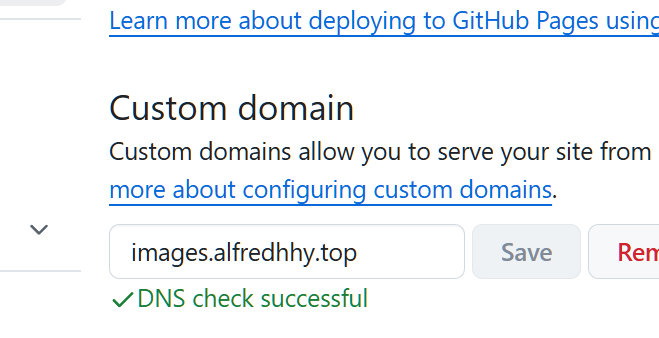 Learn more about deploying to GitHub Pages using
Custom domain
Custom domains allow you to serve your site from
more about configuring custom domains.
images.alfredhhy.top Save Rem
DNS check successful